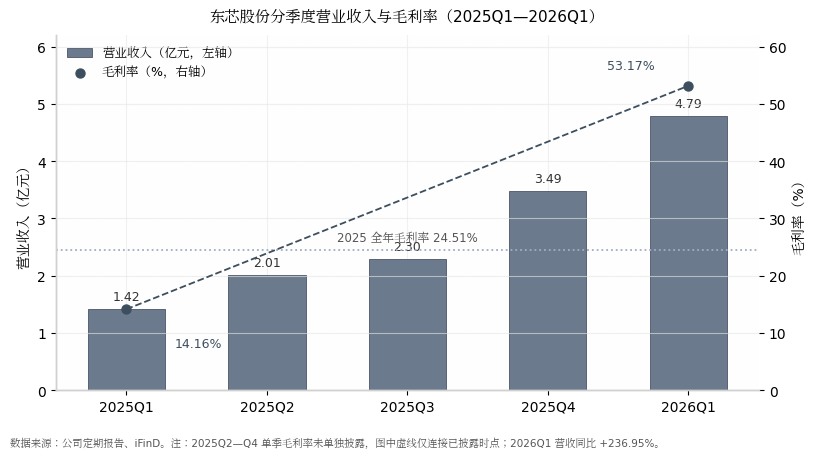 东芯股份分季度营业收入与毛利率（2025Q1—2026Q1）
营业收入（亿元，左轴）
毛利率（%，右轴）
营业收入（亿元）
毛利率（%）
6
5
4
3
2
1
0
60
50
40
30
20
10
0
53.17%
4.79
3.49
2025 全年毛利率 24.51%
2.30
2.01
1.42
14.16%
2025Q1
2025Q2
2025Q3
2025Q4
2026Q1
数据来源：公司定期报告、iFinD。注：2025Q2—Q4 单季毛利率未单独披露，图中虚线仅连接已披露时点；2026Q1 营收同比 +236.95%。